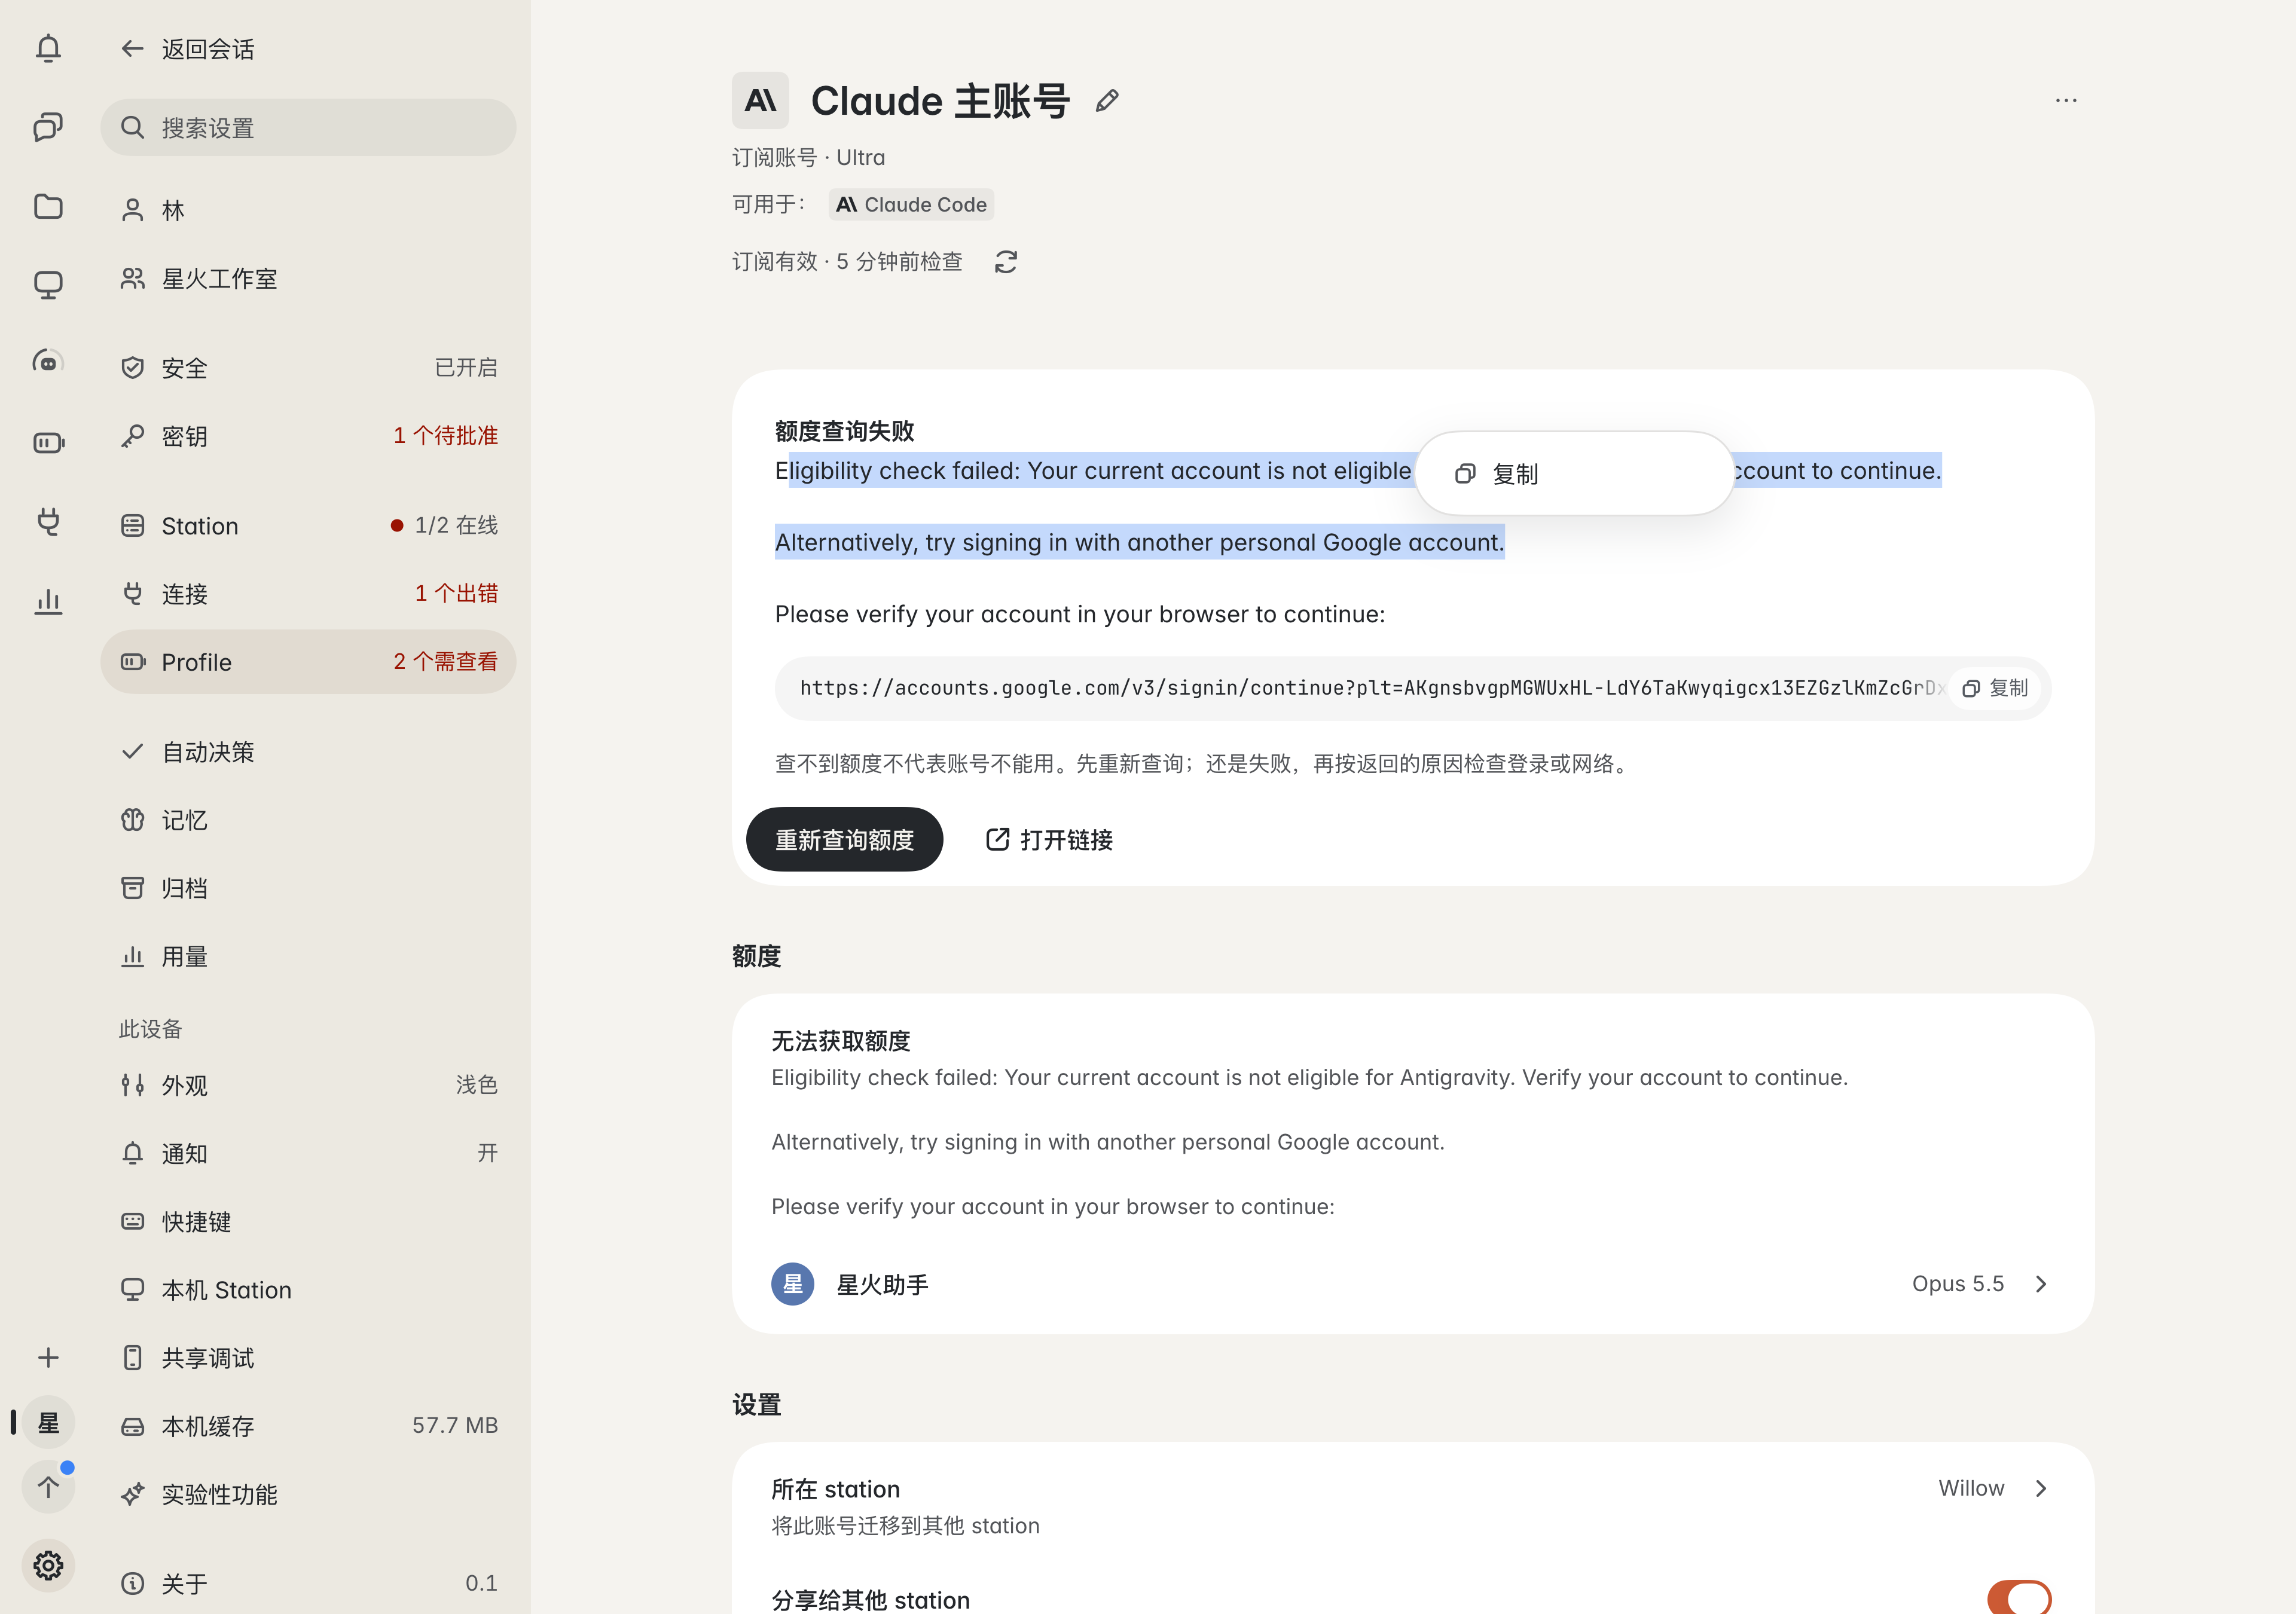 返回会话
搜索设置
林
星火工作室
安全 已开启
密钥 1 个待批准
Station 1/2 在线
连接 1 个出错
Profile 2 个需查看
自动决策
记忆
归档
用量
此设备
外观 浅色
通知 开
快捷键
本机 Station
共享调试
本机缓存 57.7 MB
实验性功能
关于 0.1
星
个
Claude 主账号
订阅账号 · Ultra
可用于： Claude Code
订阅有效 · 5 分钟前检查
额度查询失败
Eligibility check failed: Your current account is not eligible
复制
ccount to continue.
Alternatively, try signing in with another personal Google account.
Please verify your account in your browser to continue:
https://accounts.google.com/v3/signin/continue?plt=AKgnsbvgpMGWUxHL-LdY6TaKwyqigcx13EZGzlKmZcGrDx 复制
查不到额度不代表账号不能用。先重新查询；还是失败，再按返回的原因检查登录或网络。
重新查询额度 打开链接
额度
无法获取额度
Eligibility check failed: Your current account is not eligible for Antigravity. Verify your account to continue.
Alternatively, try signing in with another personal Google account.
Please verify your account in your browser to continue:
星 星火助手 Opus 5.5
设置
所在 station Willow
将此账号迁移到其他 station
分享给其他 station